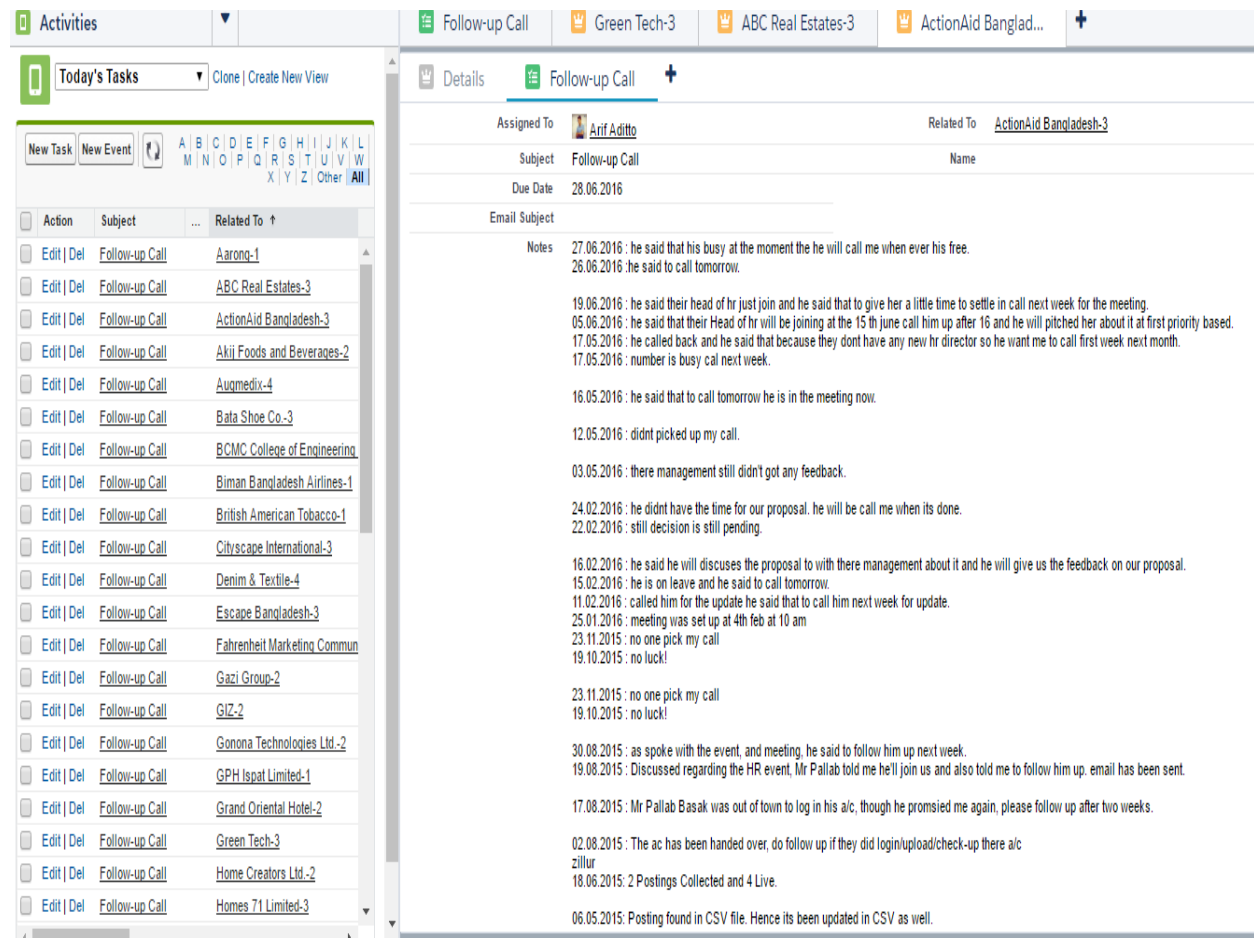 Activities
Today's Tasks
Clone | Create New View
New Task
New Event
A | B | C | D | E | F | G | H | I | J | K | L
M | N | O | P | Q | R | S | T | U | V | W
X | Y | Z | Other | All
Action Subject ... Related To ↑
Edit | Del Follow-up Call Aarong-1
Edit | Del Follow-up Call ABC Real Estates-3
Edit | Del Follow-up Call ActionAid Bangladesh-3
Edit | Del Follow-up Call Akij Foods and Beverages-2
Edit | Del Follow-up Call Augmedix-4
Edit | Del Follow-up Call Bata Shoe Co.-3
Edit | Del Follow-up Call BCMC College of Engineering
Edit | Del Follow-up Call Biman Bangladesh Airlines-1
Edit | Del Follow-up Call British American Tobacco-1
Edit | Del Follow-up Call Cityscape International-3
Edit | Del Follow-up Call Denim & Textile-4
Edit | Del Follow-up Call Escape Bangladesh-3
Edit | Del Follow-up Call Fahrenheit Marketing Commun
Edit | Del Follow-up Call Gazi Group-2
Edit | Del Follow-up Call GIZ-2
Edit | Del Follow-up Call Gonona Technologies Ltd.-2
Edit | Del Follow-up Call GPH Ispat Limited-1
Edit | Del Follow-up Call Grand Oriental Hotel-2
Edit | Del Follow-up Call Green Tech-3
Edit | Del Follow-up Call Home Creators Ltd.-2
Edit | Del Follow-up Call Homes 71 Limited-3
Follow-up Call Green Tech-3 ABC Real Estates-3 ActionAid Banglad... +
Details Follow-up Call +
Assigned To Arif Aditto Related To ActionAid Bangladesh-3
Subject Follow-up Call Name
Due Date 28.06.2016
Email Subject
Notes 27.06.2016 : he said that his busy at the moment the he will call me when ever his free.
26.06.2016 :he said to call tomorrow.
19.06.2016 : he said their head of hr just join and he said that to give her a little time to settle in call next week for the meeting.
05.06.2016 : he said that their Head of hr will be joining at the 15 th june call him up after 16 and he will pitched her about it at first priority based.
17.05.2016 : he called back and he said that because they dont have any new hr director so he want me to call first week next month.
17.05.2016 : number is busy cal next week.
16.05.2016 : he said that to call tomorrow he is in the meeting now.
12.05.2016 : didnt picked up my call.
03.05.2016 : there management still didn't got any feedback.
24.02.2016 : he didnt have the time for our proposal. he will be call me when its done.
22.02.2016 : still decision is still pending.
16.02.2016 : he said he will discuses the proposal to with there management about it and he will give us the feedback on our proposal.
15.02.2016 : he is on leave and he said to call tomorrow.
11.02.2016 : called him for the update he said that to call him next week for update.
25.01.2016 : meeting was set up at 4th feb at 10 am
23.11.2015 : no one pick my call
19.10.2015 : no luck!
23.11.2015 : no one pick my call
19.10.2015 : no luck!
30.08.2015 : as spoke with the event, and meeting, he said to follow him up next week.
19.08.2015 : Discussed regarding the HR event, Mr Pallab told me he'll join us and also told me to follow him up. email has been sent.
17.08.2015 : Mr Pallab Basak was out of town to log in his a/c, though he promsied me again, please follow up after two weeks.
02.08.2015 : The ac has been handed over, do follow up if they did login/upload/check-up there a/c
zillur
18.06.2015: 2 Postings Collected and 4 Live.
06.05.2015: Posting found in CSV file. Hence its been updated in CSV as well.